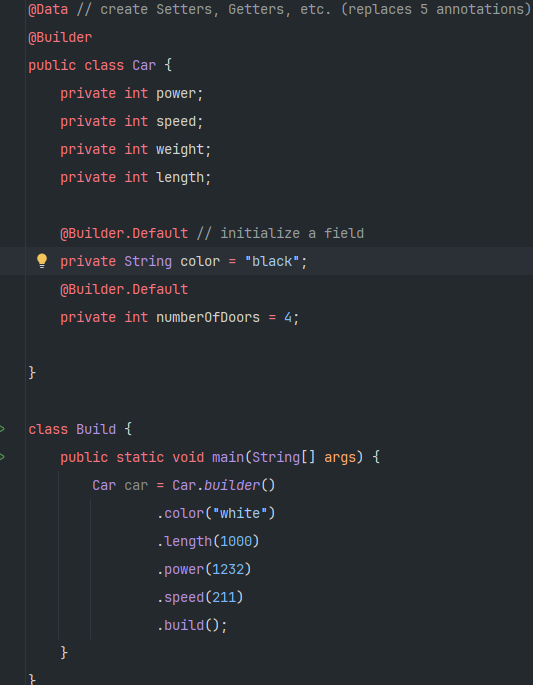 @Data // create Setters, Getters, etc. (replaces 5 annotations)
@Builder
public class Car {
    private int power;
    private int speed;
    private int weight;
    private int length;

    @Builder.Default // initialize a field
    private String color = "black";
    @Builder.Default
    private int numberOfDoors = 4;

}

class Build {
    public static void main(String[] args) {
        Car car = Car.builder()
                .color("white")
                .length(1000)
                .power(1232)
                .speed(211)
                .build();
    }
}